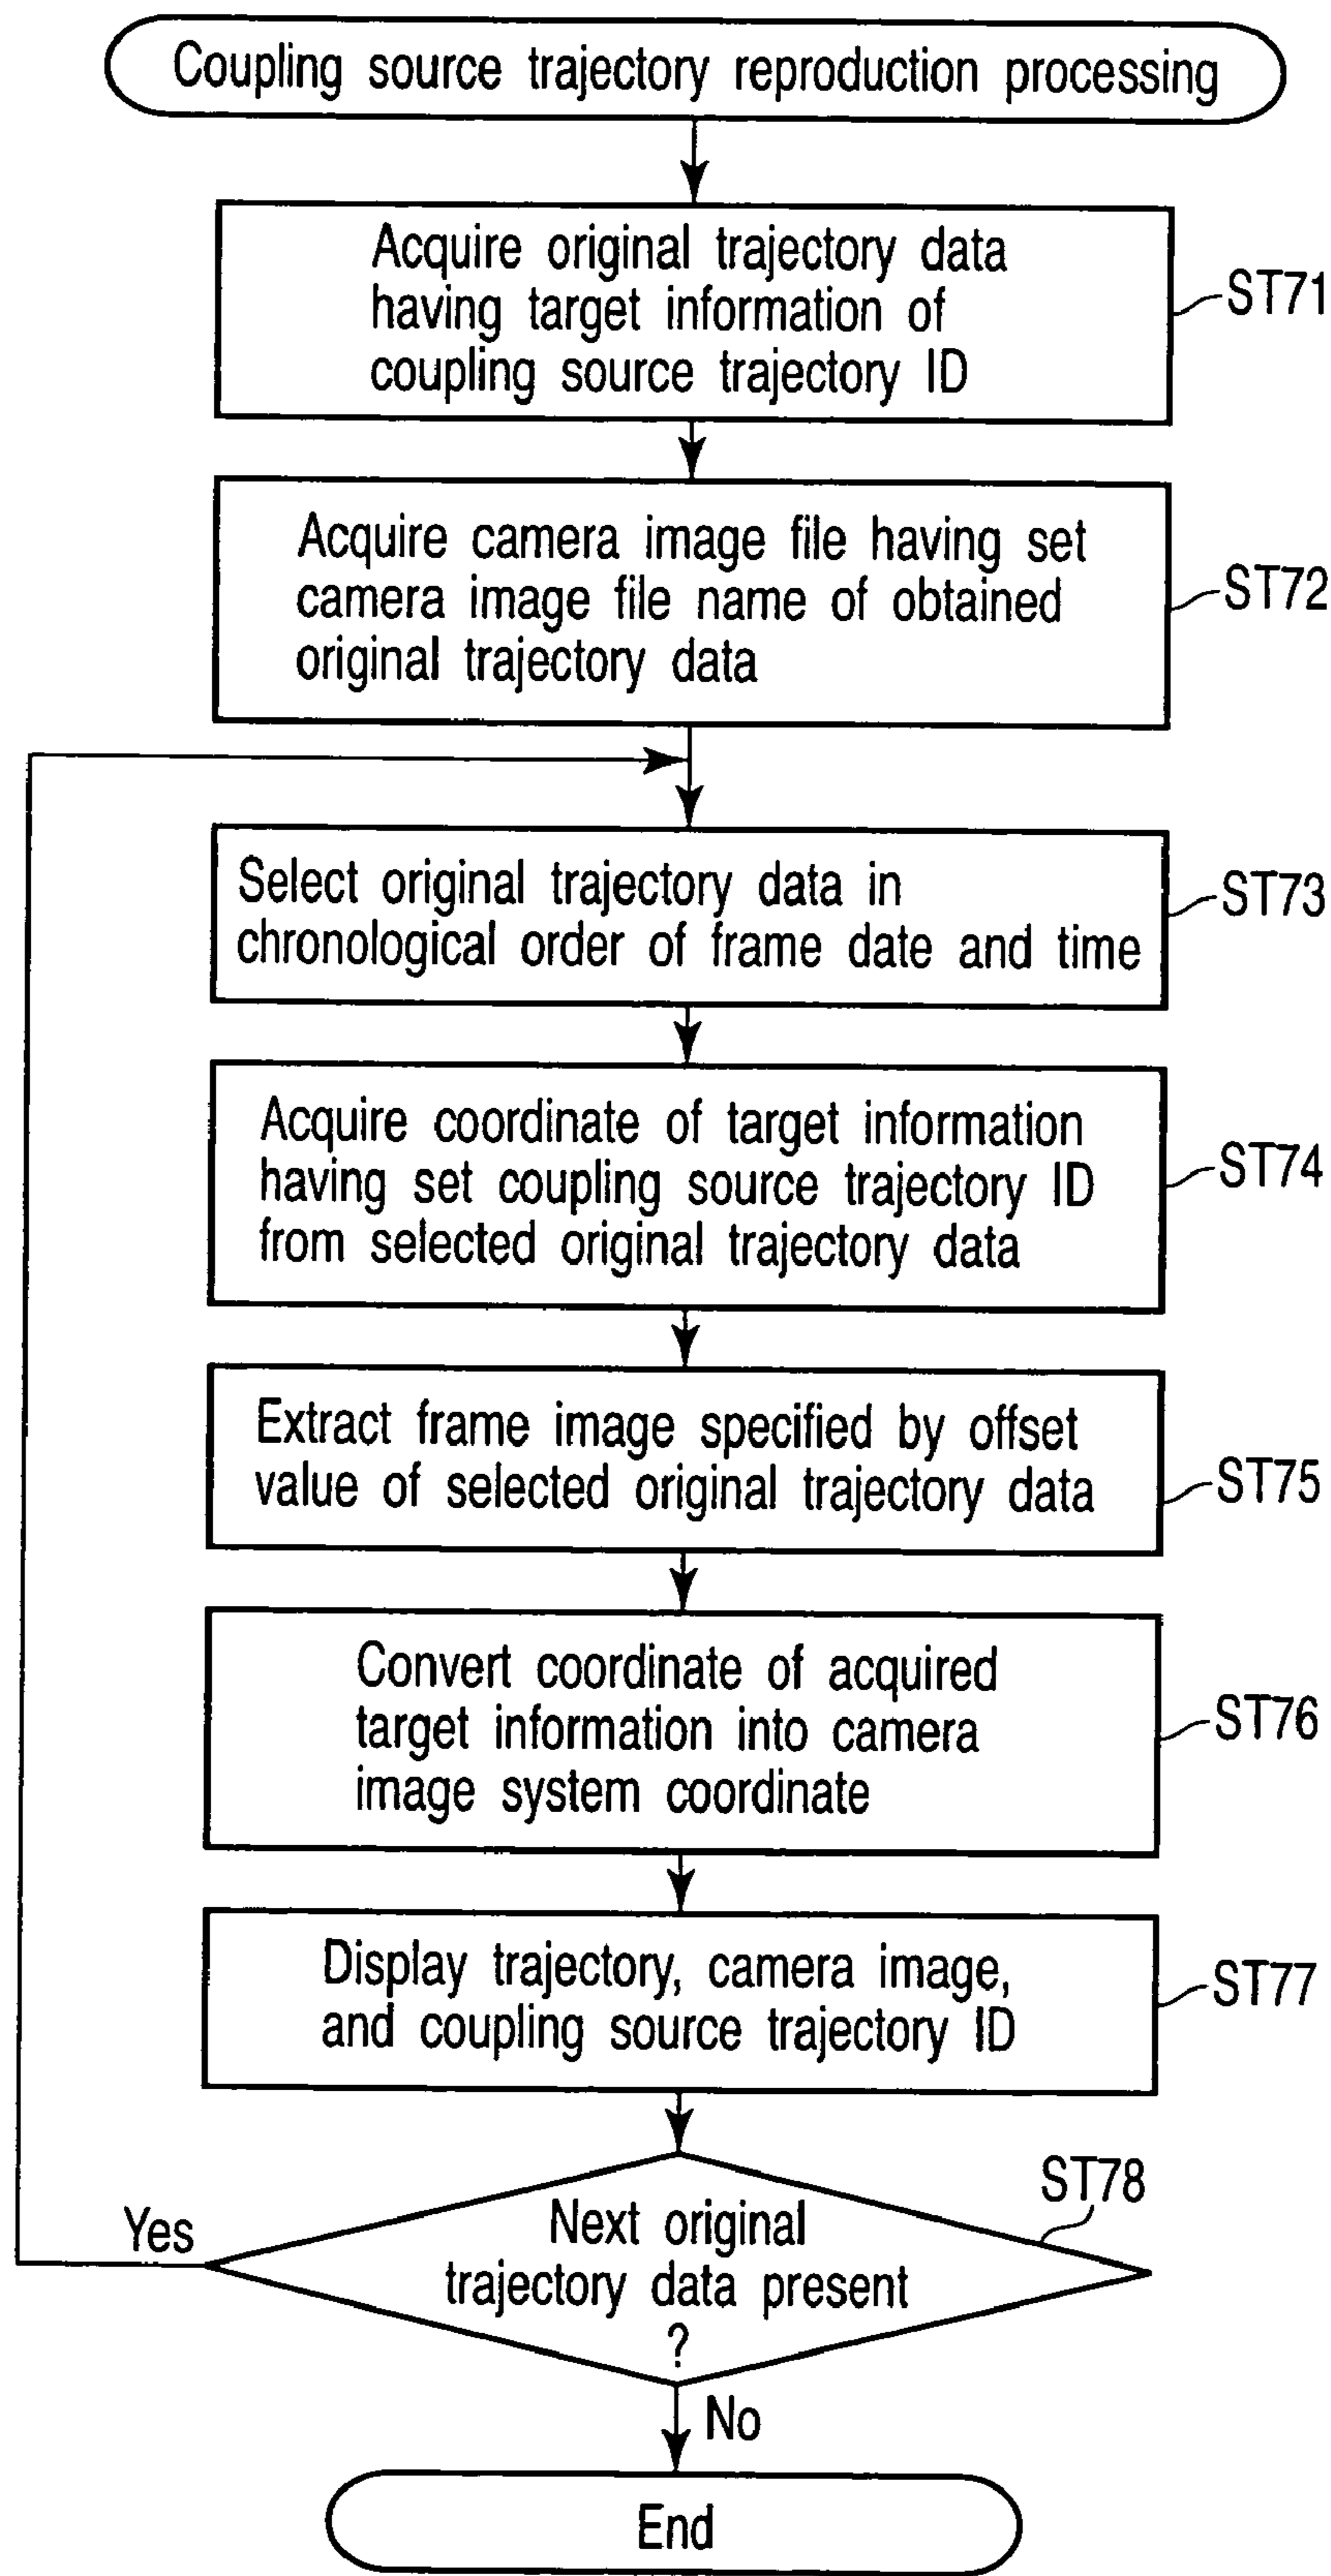 Coupling source trajectory reproduction processing
Acquire original trajectory data
having target information of
coupling source trajectory ID
ST71
Acquire camera image file having set
camera image file name of obtained
original trajectory data
ST72
Select original trajectory data in
chronological order of frame date and time
ST73
Acquire coordinate of target information
having set coupling source trajectory ID
from selected original trajectory data
ST74
Extract frame image specified by offset
value of selected original trajectory data
ST75
Convert coordinate of acquired
target information into camera
image system coordinate
ST76
Display trajectory, camera image,
and coupling source trajectory ID
ST77
ST78
Yes
Next original
trajectory data present
?
No
End